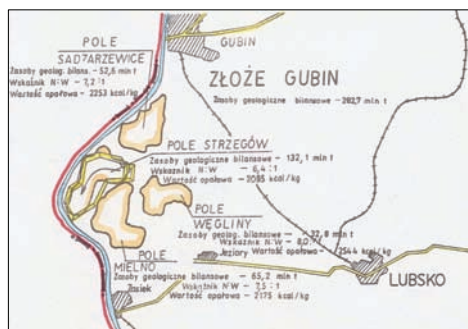 POLE
SADZARZEWICE
Zasoby geolog. bilans. - 52,6 mln t
Wskaźnik N:W - 7,2:1
Wartość opałowa - 2253 kcal/kg
GUBIN
ZŁOŻE GUBIN
Zasoby geologiczne bilansowe - 282,7 mln t
POLE STRZEGÓW
Zasoby geologiczne bilansowe - 132,1 mln t
Wskaźnik N:W - 6,4:1
Wartość opałowa - 2085 kcal/kg
POLE
WĘGLINY
Zasoby geolog. bilansowe - 32,8 mln t
Wskaźnik N:W - 8,0:1
Jeziory Wartość opałowa - 2544 kcal/kg
LUBSKO
POLE
MIELNO
Zasoby geologiczne bilansowe - 65,2 mln t
Zasiek Wskaźnik N:W - 7,5:1
Wartość opałowa - 2175 kcal/kg